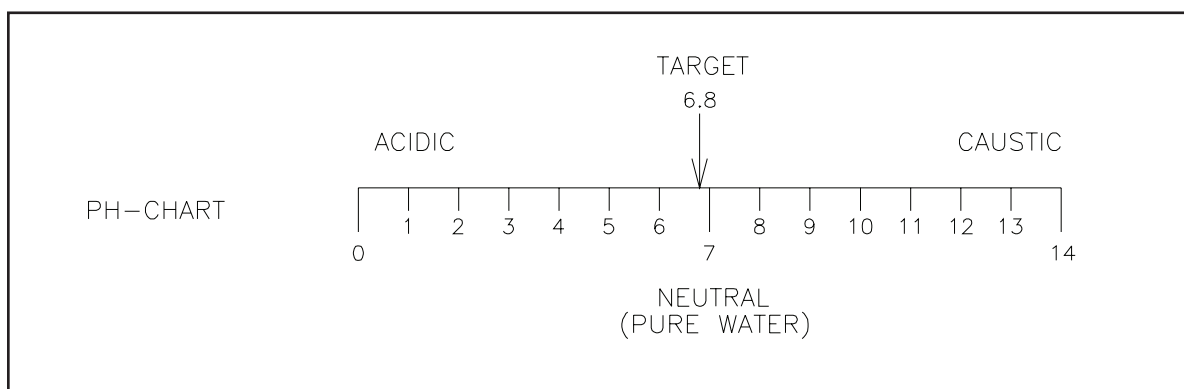 TARGET
6.8
ACIDIC CAUSTIC
PH-CHART
1 2 3 4 5 6 8 9 10 11 12 13
0 7 14
NEUTRAL
(PURE WATER)